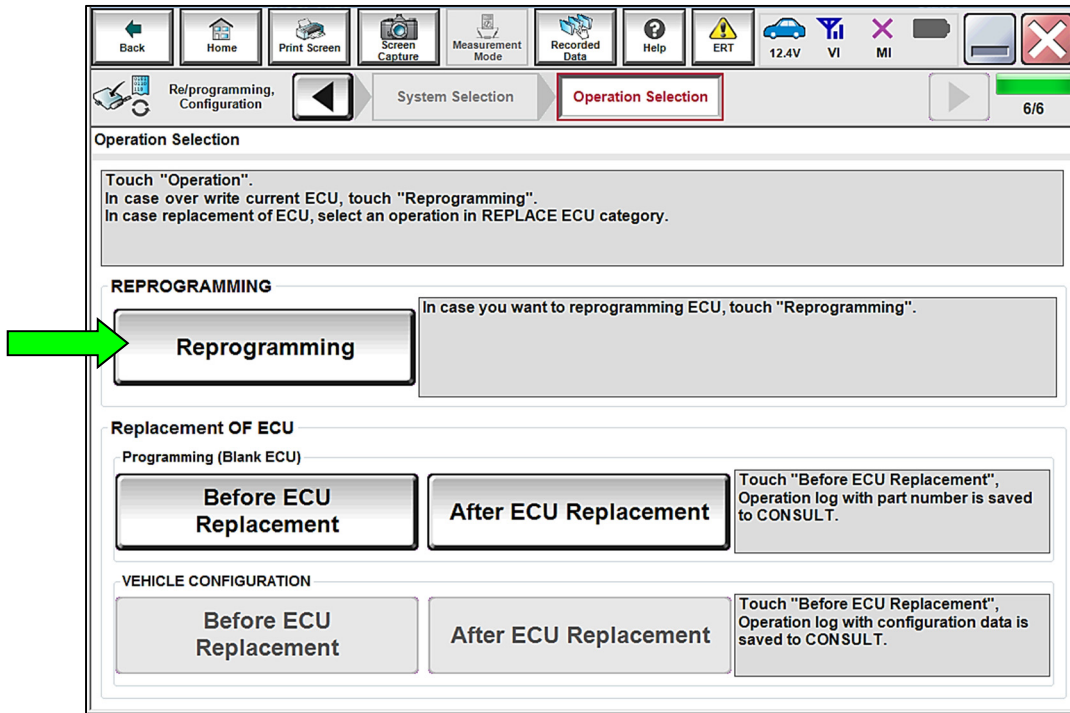 Back
Home
Print Screen
Screen
Capture
Measurement
Mode
Recorded
Data
Help
ERT
12.4V
VI
MI
Re/programming,
Configuration
System Selection
Operation Selection
6/6
Operation Selection
Touch "Operation".
In case over write current ECU, touch "Reprogramming".
In case replacement of ECU, select an operation in REPLACE ECU category.
REPROGRAMMING
Reprogramming
In case you want to reprogramming ECU, touch "Reprogramming".
Replacement OF ECU
Programming (Blank ECU)
Before ECU
Replacement
After ECU Replacement
Touch "Before ECU Replacement",
Operation log with part number is saved
to CONSULT.
VEHICLE CONFIGURATION
Before ECU
Replacement
After ECU Replacement
Touch "Before ECU Replacement",
Operation log with configuration data is
saved to CONSULT.